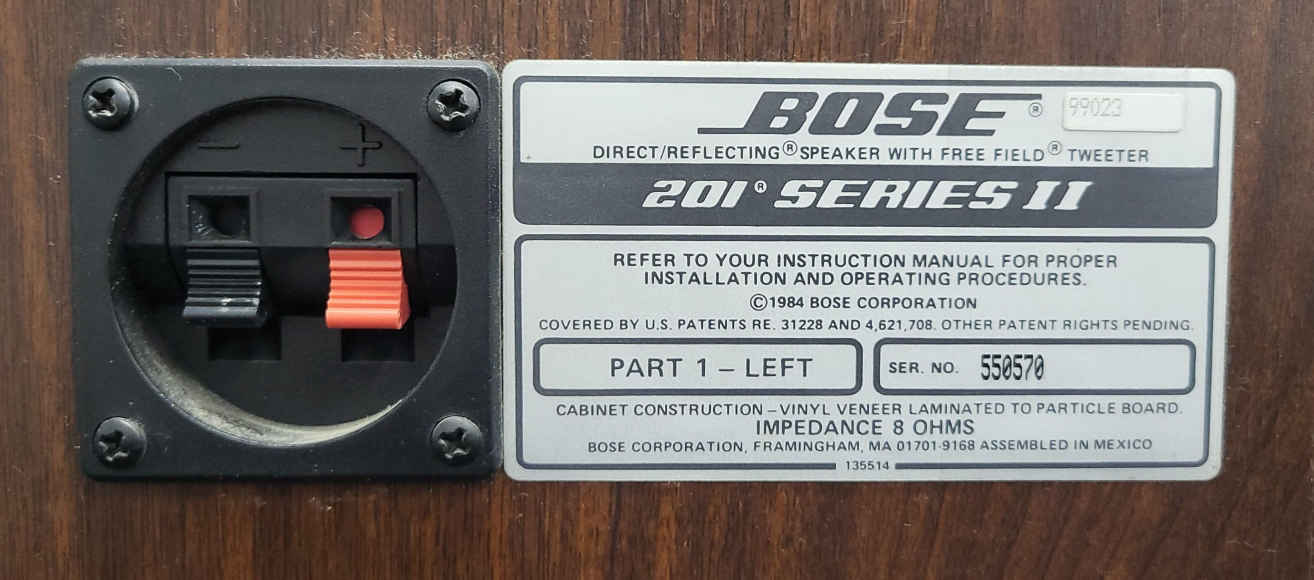 − +
BOSE® 99023
DIRECT/REFLECTING® SPEAKER WITH FREE FIELD® TWEETER
201® SERIES II
REFER TO YOUR INSTRUCTION MANUAL FOR PROPER
INSTALLATION AND OPERATING PROCEDURES.
©1984 BOSE CORPORATION
COVERED BY U.S. PATENTS RE. 31228 AND 4,621,708. OTHER PATENT RIGHTS PENDING.
PART 1 – LEFT
SER. NO. 550570
CABINET CONSTRUCTION – VINYL VENEER LAMINATED TO PARTICLE BOARD.
IMPEDANCE 8 OHMS
BOSE CORPORATION, FRAMINGHAM, MA 01701-9168 ASSEMBLED IN MEXICO
135514